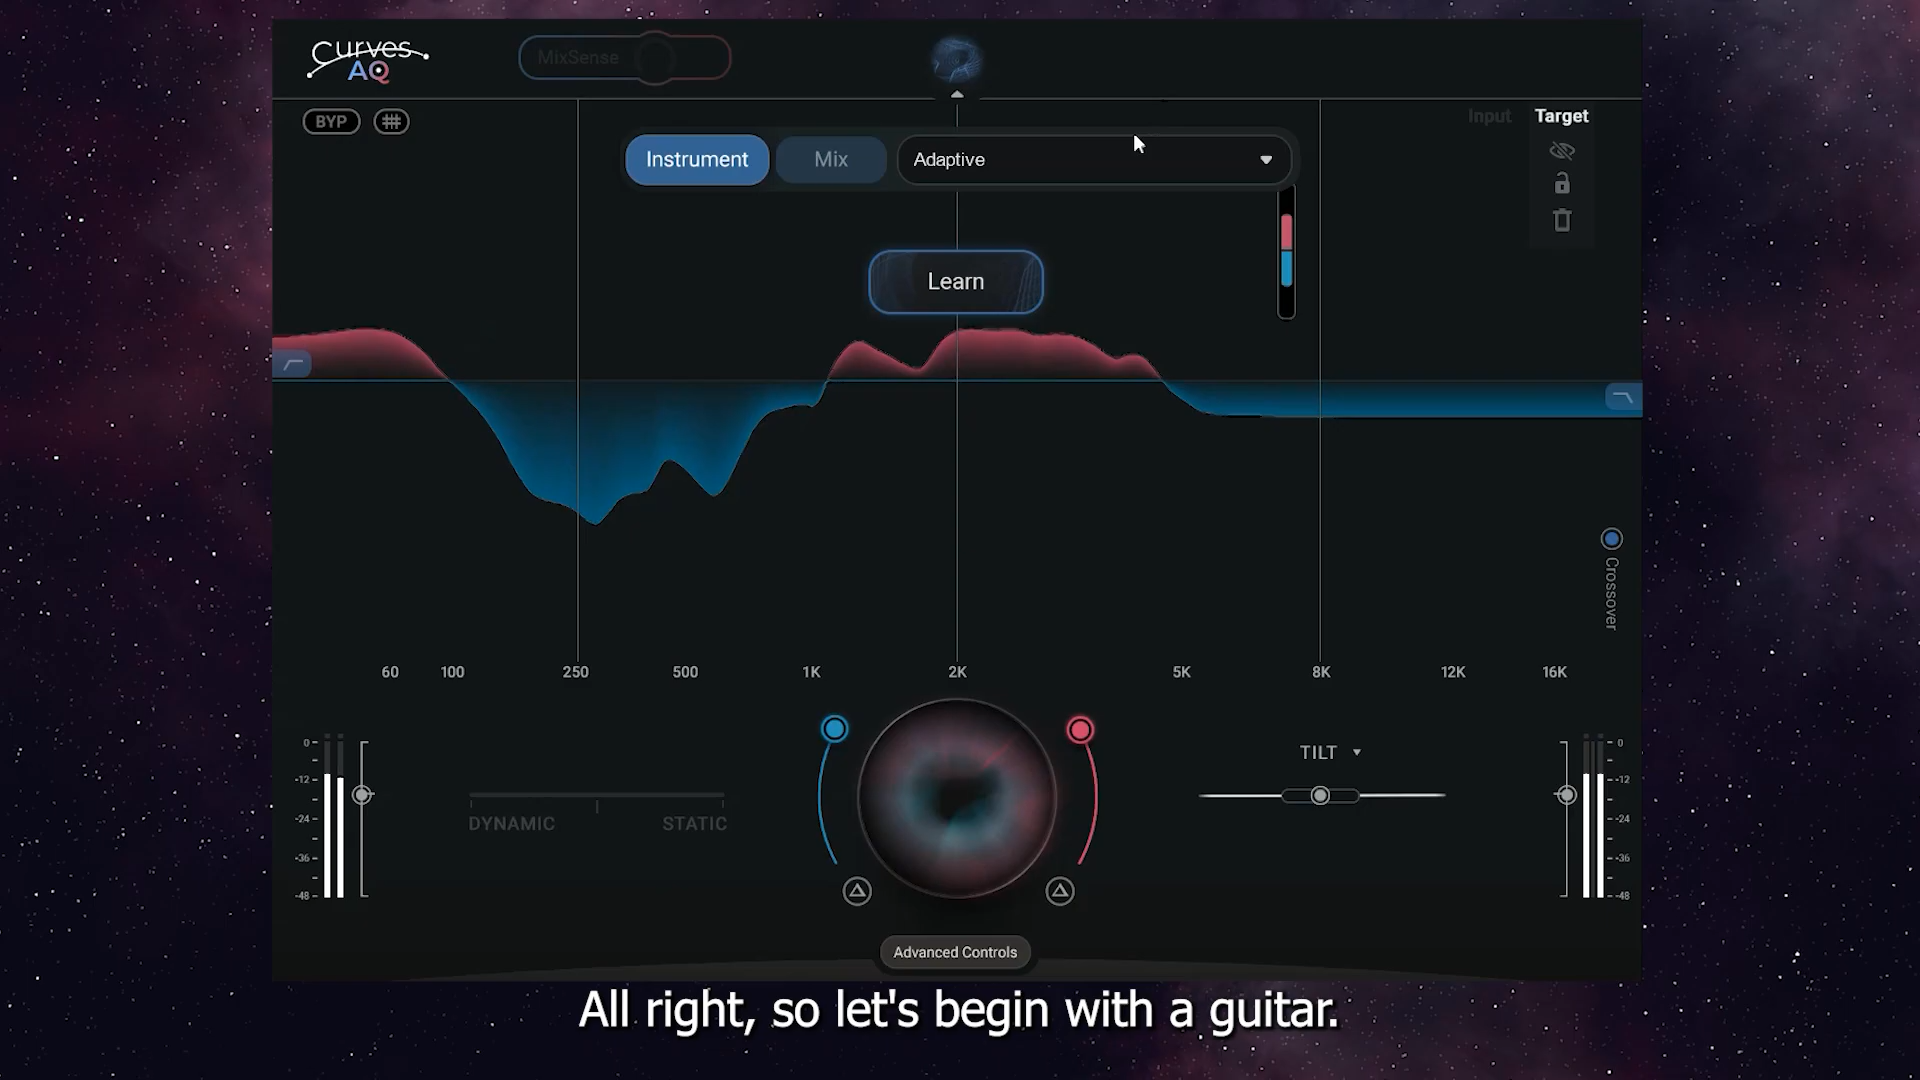 Curves
AQ
MixSense
BYP
Input
Target
Instrument
Mix
Adaptive
Learn
Crossover
60
100
250
500
1K
2K
5K
8K
12K
16K
0
-12
-24
-36
-48
DYNAMIC
STATIC
TILT
0
-12
-24
-36
-48
Advanced Controls
All right, so let's begin with a guitar.